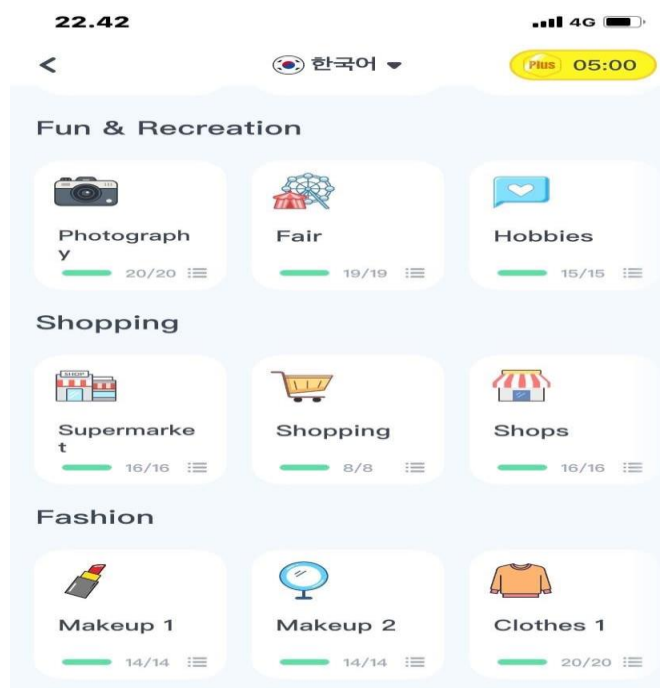 22.42
4G
한국어
Plus 05:00
Fun & Recreation
Photograph
y
20/20
Fair
19/19
Hobbies
15/15
Shopping
SHOP
Supermarke
t
16/16
Shopping
8/8
Shops
16/16
Fashion
Makeup 1
14/14
Makeup 2
14/14
Clothes 1
20/20